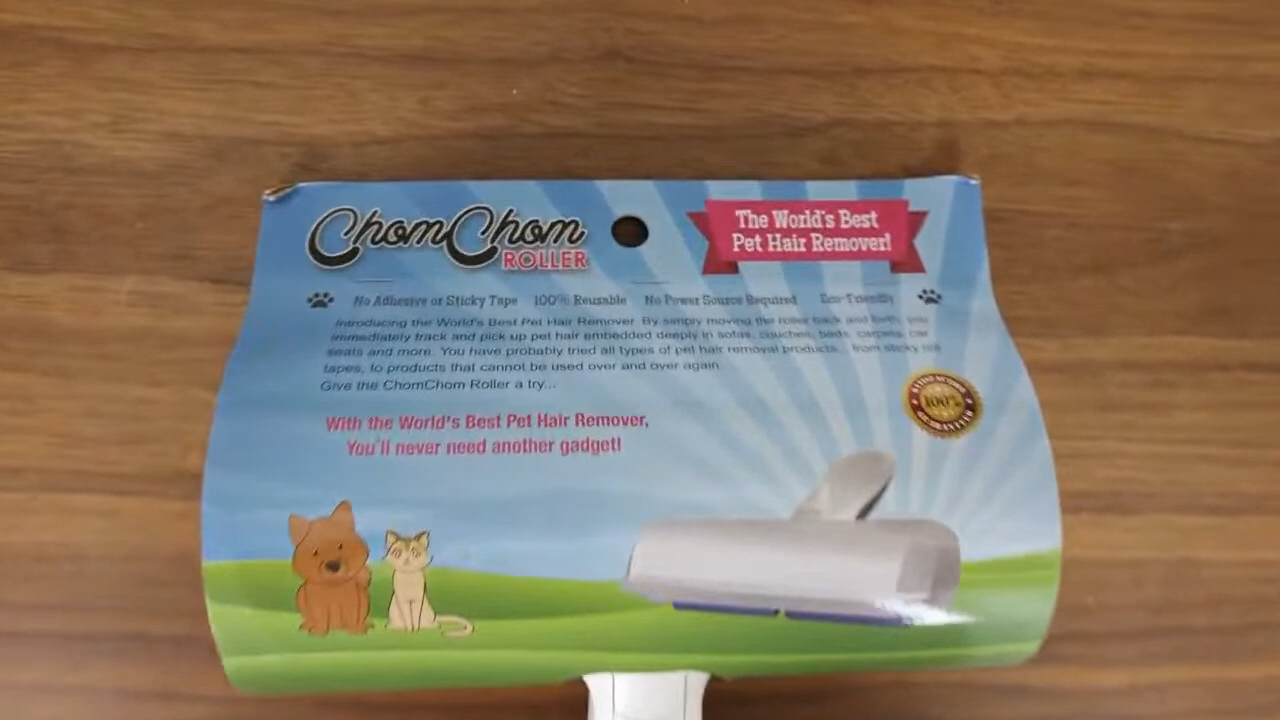 ChomChom
ROLLER
The World's Best
Pet Hair Remover!
No Adhesive or Sticky Tape 100% Reusable No Power Source Required Eco-Friendly
Introducing the World's Best Pet Hair Remover. By simply moving the roller back and forth, you
immediately track and pick up pet hair embedded deeply in sofas, couches, beds, carpets, car
seats and more. You have probably tried all types of pet hair removal products... from sticky
tapes, to products that cannot be used over and over again.
Give the ChomChom Roller a try...
With the World's Best Pet Hair Remover,
You'll never need another gadget!
SATISFACTION
100%
GUARANTEED